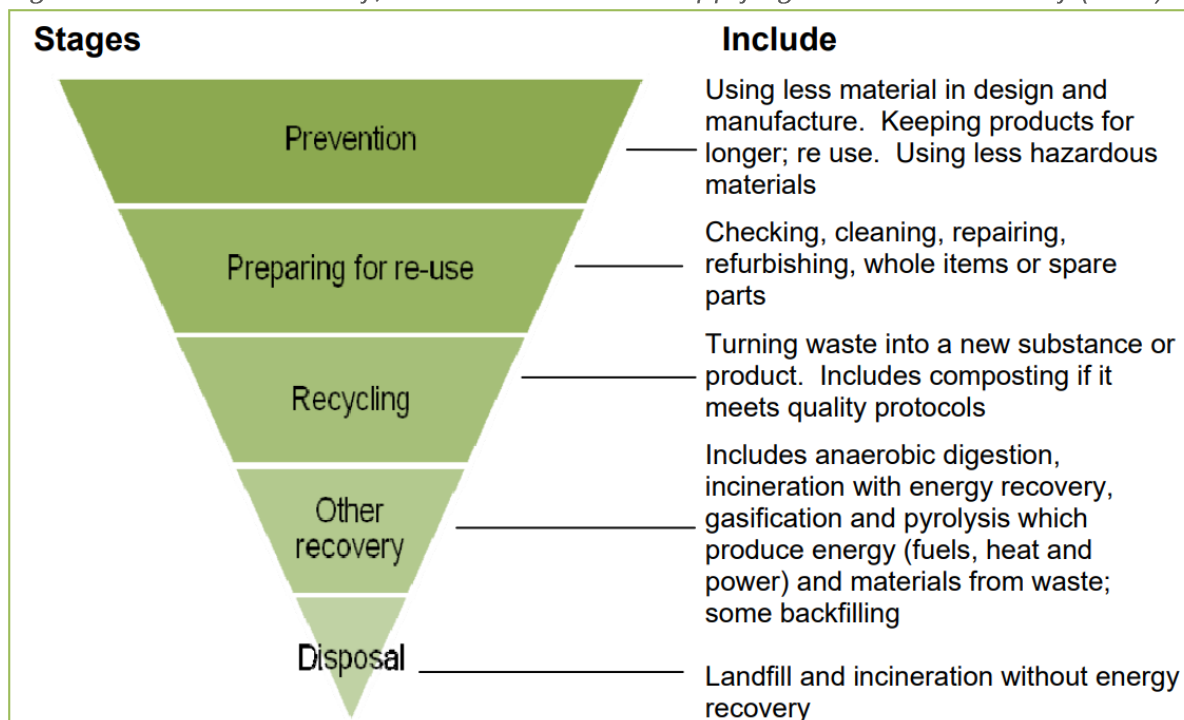 Stages
Include
Prevention
Using less material in design and
manufacture.  Keeping products for
longer; re use.  Using less hazardous
materials
Preparing for re-use
Checking, cleaning, repairing,
refurbishing, whole items or spare
parts
Recycling
Turning waste into a new substance or
product.  Includes composting if it
meets quality protocols
Other
recovery
Includes anaerobic digestion,
incineration with energy recovery,
gasification and pyrolysis which
produce energy (fuels, heat and
power) and materials from waste;
some backfilling
Disposal
Landfill and incineration without energy
recovery